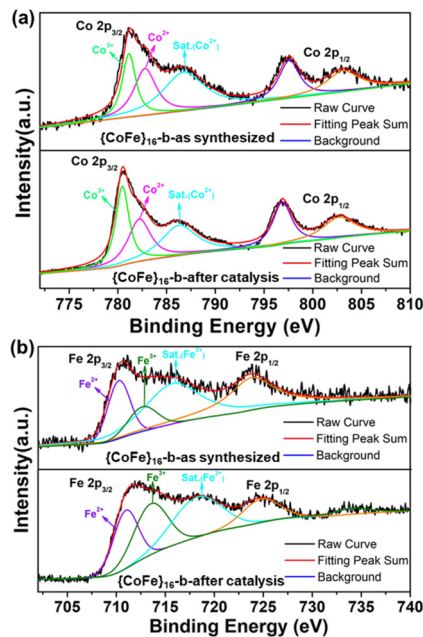 (a)
Co 2p3/2
Co3+
Co2+
Sat.(Co2+)
Co 2p1/2
Raw Curve
{CoFe}16-b-as synthesized
Fitting Peak Sum
Background
Co 2p3/2
Co3+
Co2+
Sat.(Co2+)
Co 2p1/2
Raw Curve
Fitting Peak Sum
{CoFe}16-b-after catalysis
Background
Intensity(a.u.)
775 780 785 790 795 800 805 810
Binding Energy (eV)
(b)
Fe 2p3/2
Fe2+
Fe3+
Sat.(Fe3+)
Fe 2p1/2
Raw Curve
Fitting Peak Sum
{CoFe}16-b-as synthesized
Background
Fe 2p3/2
Fe2+
Fe3+
Sat.(Fe3+)
Fe 2p1/2
Raw Curve
Fitting Peak Sum
{CoFe}16-b-after catalysis
Background
Intensity(a.u.)
705 710 715 720 725 730 735 740
Binding Energy (eV)